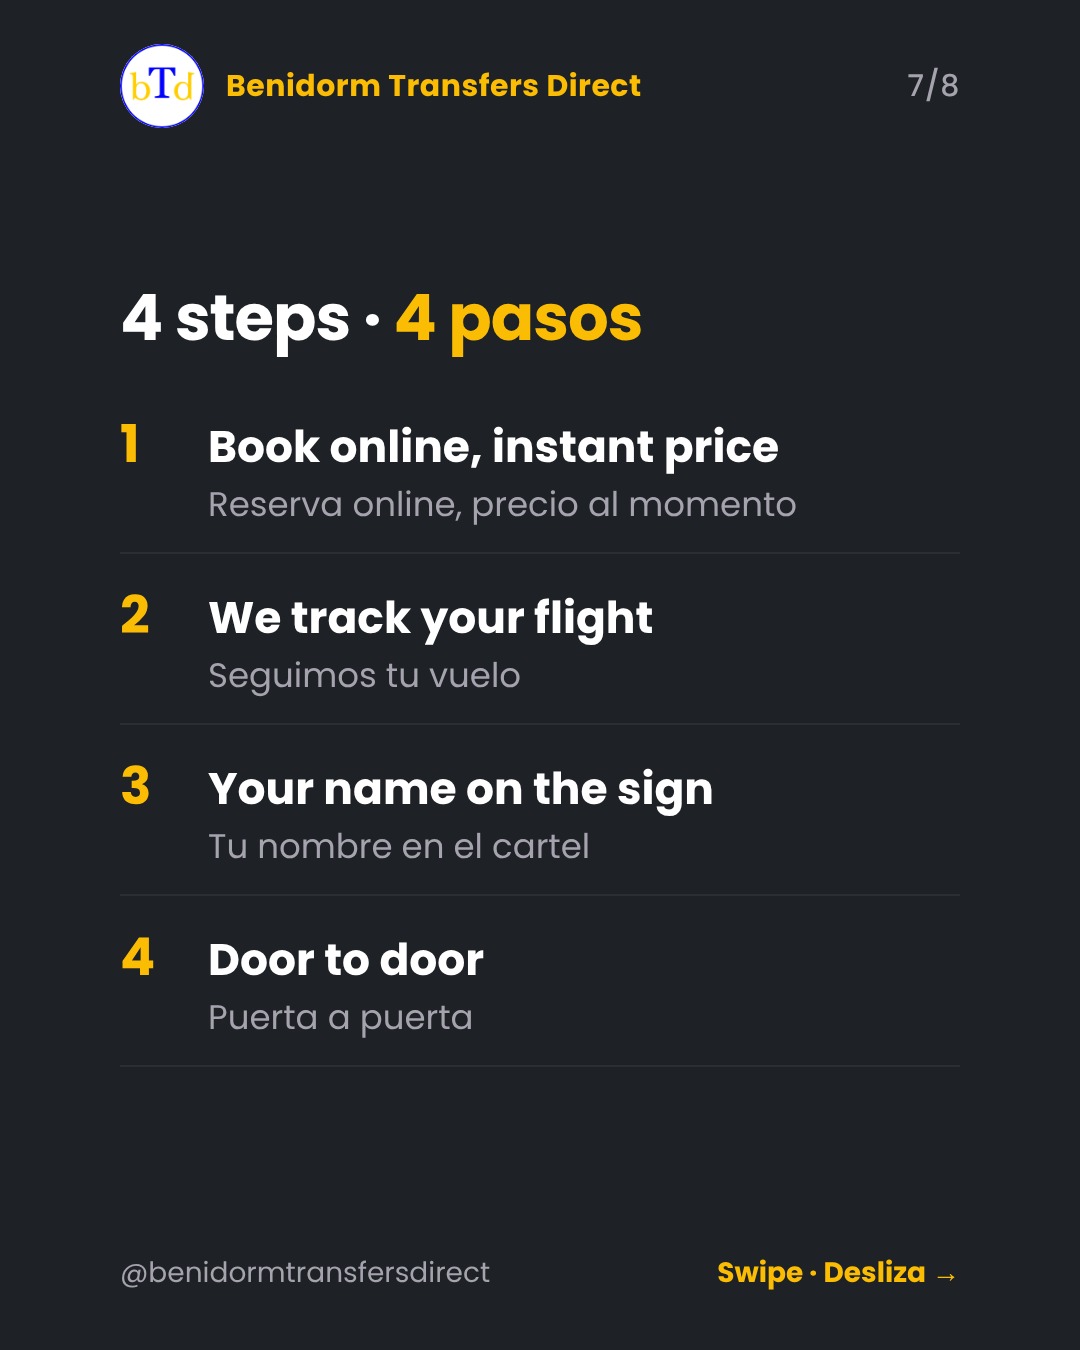 bTd
Benidorm Transfers Direct
7/8
4 steps · 4 pasos
1
Book online, instant price
Reserva online, precio al momento
2
We track your flight
Seguimos tu vuelo
3
Your name on the sign
Tu nombre en el cartel
4
Door to door
Puerta a puerta
@benidormtransfersdirect
Swipe · Desliza →